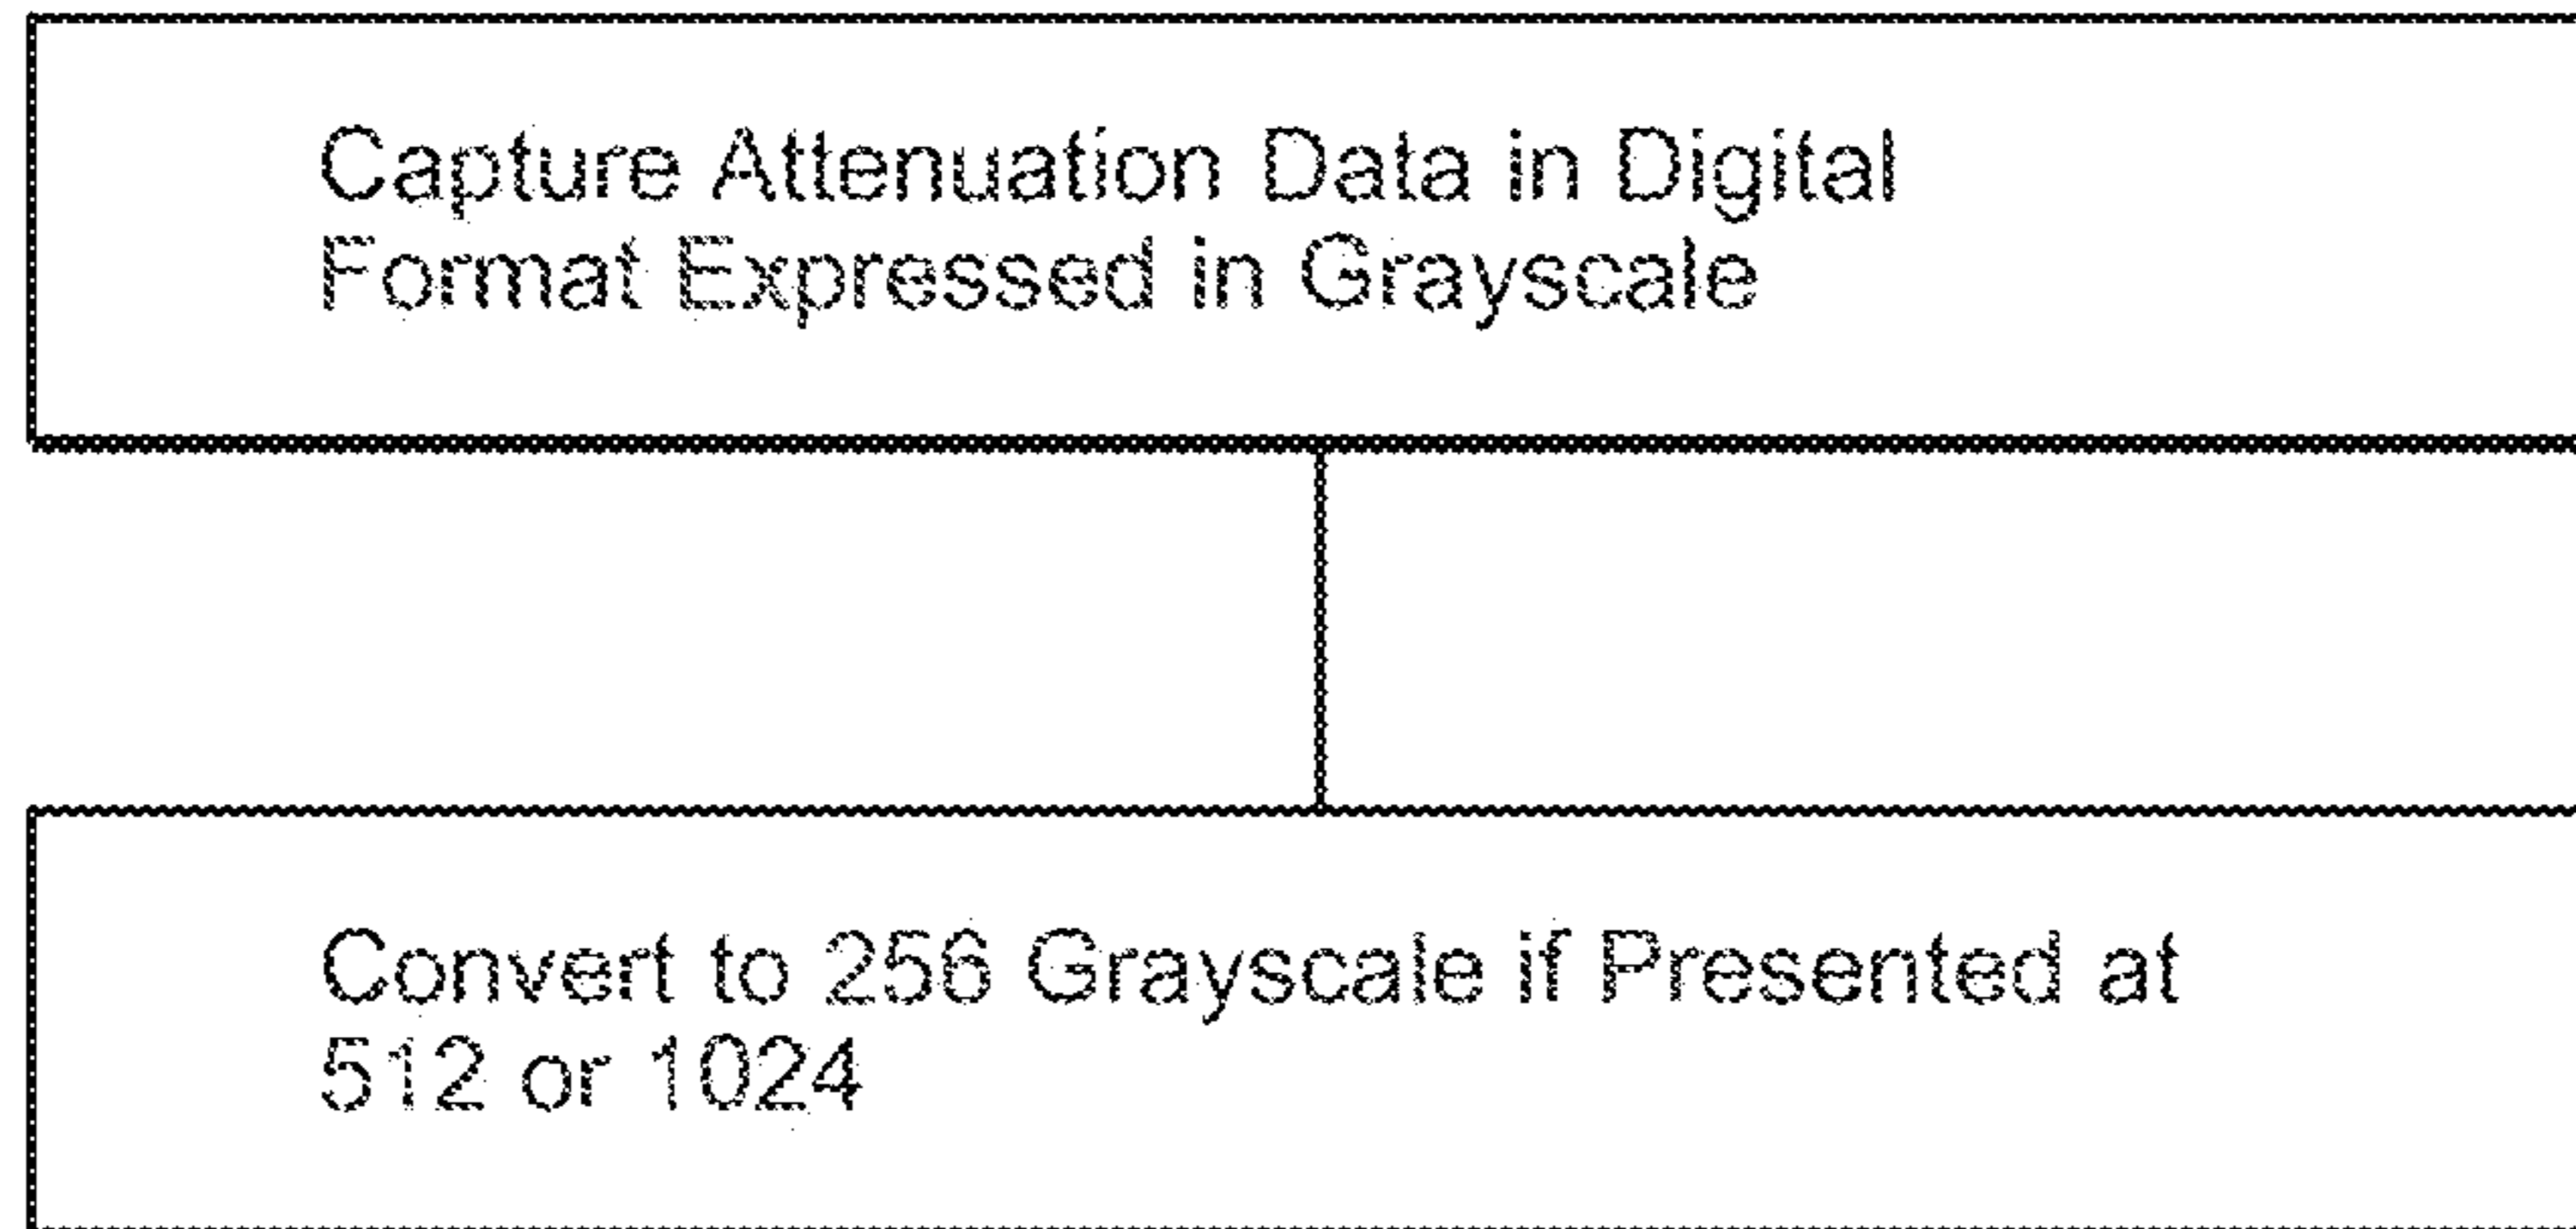 Capture Attenuation Data in Digital
Format Expressed in Grayscale
Convert to 256 Grayscale if Presented at
512 or 1024